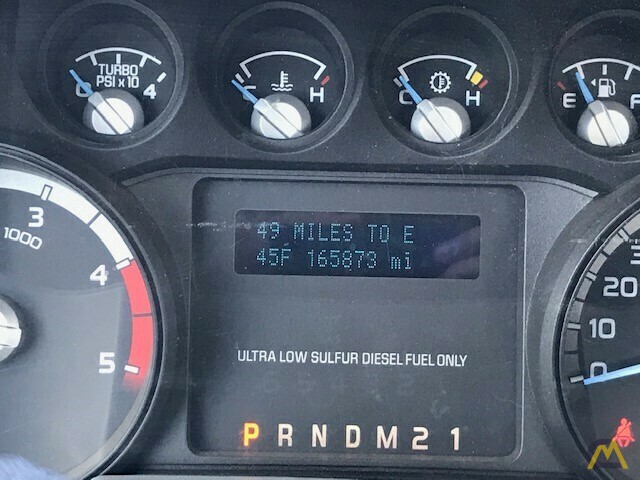 TURBO
PSI x 10
0 4
C H
C H
E F
3
x1000
4
5
49 MILES TO E
45F 165873 mi
ULTRA LOW SULFUR DIESEL FUEL ONLY
P R N D M 2 1
20
10
0